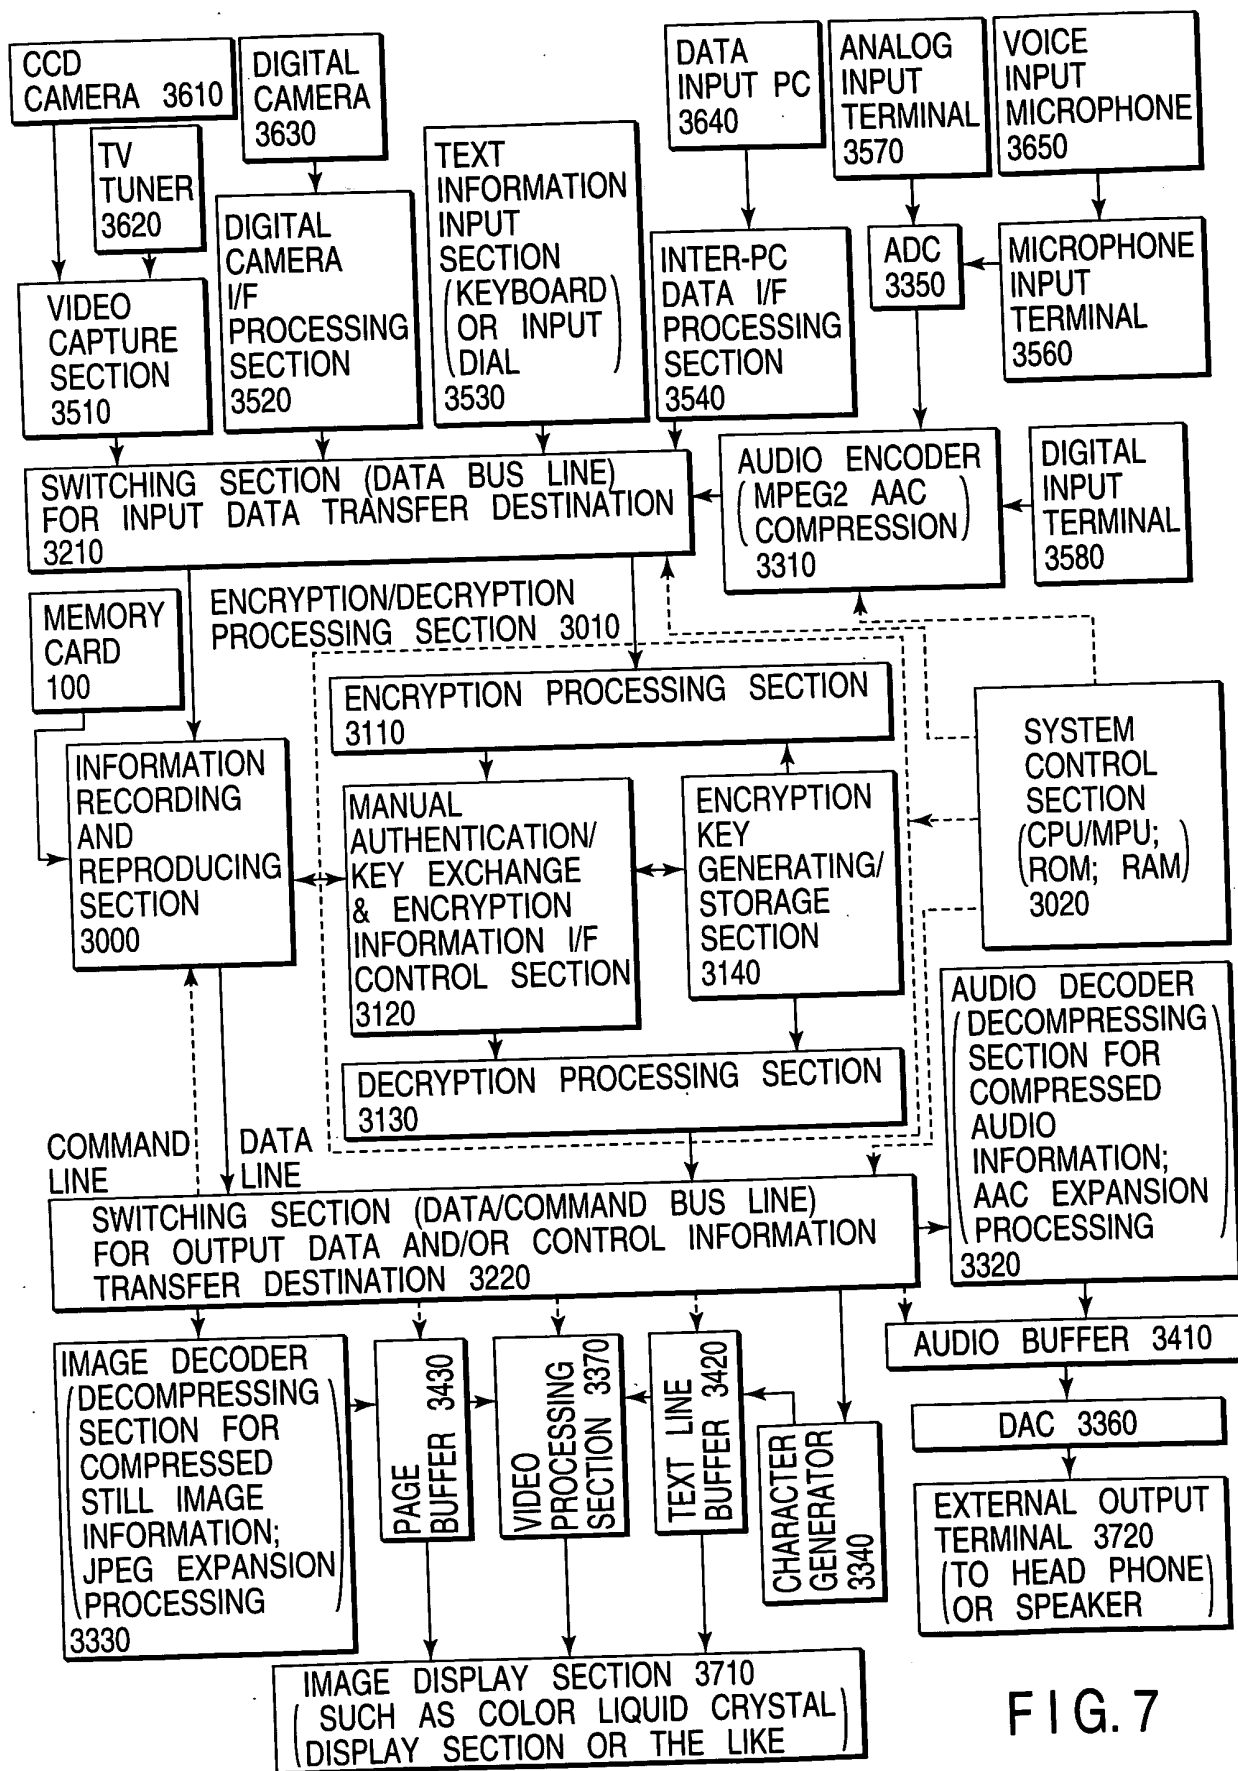 CCD
CAMERA 3610
DIGITAL
CAMERA
3630
DATA
INPUT PC
3640
ANALOG
INPUT
TERMINAL
3570
VOICE
INPUT
MICROPHONE
3650
TV
TUNER
3620
DIGITAL
CAMERA
I/F
PROCESSING
SECTION
3520
TEXT
INFORMATION
INPUT
SECTION
(KEYBOARD
OR INPUT
DIAL)
3530
INTER-PC
DATA I/F
PROCESSING
SECTION
3540
ADC
3350
MICROPHONE
INPUT
TERMINAL
3560
VIDEO
CAPTURE
SECTION
3510
SWITCHING SECTION (DATA BUS LINE)
FOR INPUT DATA TRANSFER DESTINATION
3210
AUDIO ENCODER
(MPEG2 AAC
COMPRESSION)
3310
DIGITAL
INPUT
TERMINAL
3580
MEMORY
CARD
100
ENCRYPTION/DECRYPTION
PROCESSING SECTION 3010
ENCRYPTION PROCESSING SECTION
3110
INFORMATION
RECORDING
AND
REPRODUCING
SECTION
3000
MANUAL
AUTHENTICATION/
KEY EXCHANGE
& ENCRYPTION
INFORMATION I/F
CONTROL SECTION
3120
ENCRYPTION
KEY
GENERATING/
STORAGE
SECTION
3140
SYSTEM
CONTROL
SECTION
(CPU/MPU;
ROM; RAM)
3020
DECRYPTION PROCESSING SECTION
3130
AUDIO DECODER
(DECOMPRESSING
SECTION FOR
COMPRESSED
AUDIO
INFORMATION;
AAC EXPANSION
PROCESSING)
3320
COMMAND
LINE
DATA
LINE
SWITCHING SECTION (DATA/COMMAND BUS LINE)
FOR OUTPUT DATA AND/OR CONTROL INFORMATION
TRANSFER DESTINATION 3220
IMAGE DECODER
(DECOMPRESSING
SECTION FOR
COMPRESSED
STILL IMAGE
INFORMATION;
JPEG EXPANSION
PROCESSING)
3330
PAGE
BUFFER 3430
VIDEO
PROCESSING
SECTION 3370
TEXT LINE
BUFFER 3420
CHARACTER
GENERATOR
3340
AUDIO BUFFER 3410
DAC 3360
EXTERNAL OUTPUT
TERMINAL 3720
(TO HEAD PHONE
OR SPEAKER)
IMAGE DISPLAY SECTION 3710
(SUCH AS COLOR LIQUID CRYSTAL
DISPLAY SECTION OR THE LIKE)
FIG. 7